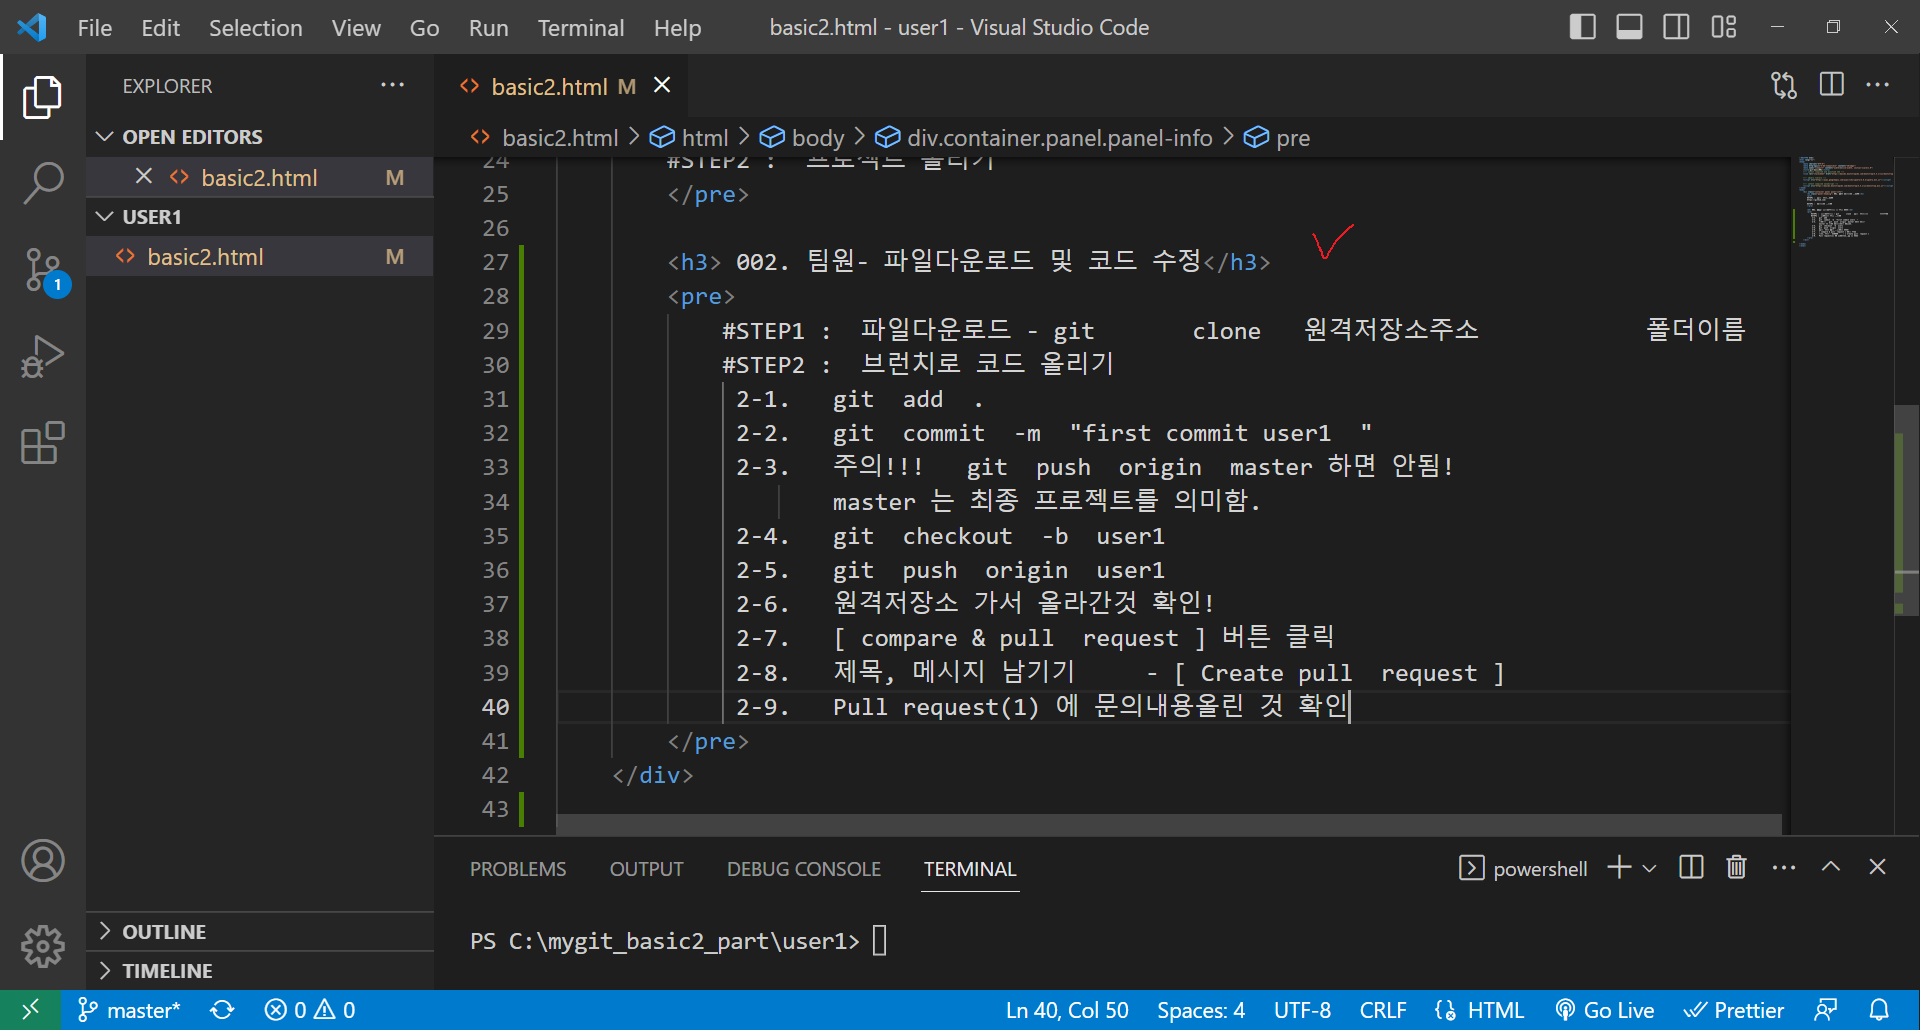 File Edit Selection View Go Run Terminal Help basic2.html - user1 - Visual Studio Code
EXPLORER
OPEN EDITORS
basic2.html M
USER1
basic2.html M
1
OUTLINE
TIMELINE
basic2.html M
basic2.html > html > body > div.container.panel.panel-info > pre
24 #STEP2 : 프로젝트 올리기
25 </pre>
26
27 <h3> 002. 팀원- 파일다운로드 및 코드 수정</h3>
28 <pre>
29 #STEP1 : 파일다운로드 - git clone 원격저장소주소 폴더이름
30 #STEP2 : 브런치로 코드 올리기
31 2-1. git add .
32 2-2. git commit -m "first commit user1 "
33 2-3. 주의!!! git push origin master 하면 안됨!
34 master 는 최종 프로젝트를 의미함.
35 2-4. git checkout -b user1
36 2-5. git push origin user1
37 2-6. 원격저장소 가서 올라간것 확인!
38 2-7. [ compare & pull request ] 버튼 클릭
39 2-8. 제목, 메시지 남기기 - [ Create pull request ]
40 2-9. Pull request(1) 에 문의내용올린 것 확인
41 </pre>
42 </div>
43
PROBLEMS OUTPUT DEBUG CONSOLE TERMINAL powershell
PS C:\mygit_basic2_part\user1>
master* 0 0 Ln 40, Col 50 Spaces: 4 UTF-8 CRLF HTML Go Live Prettier